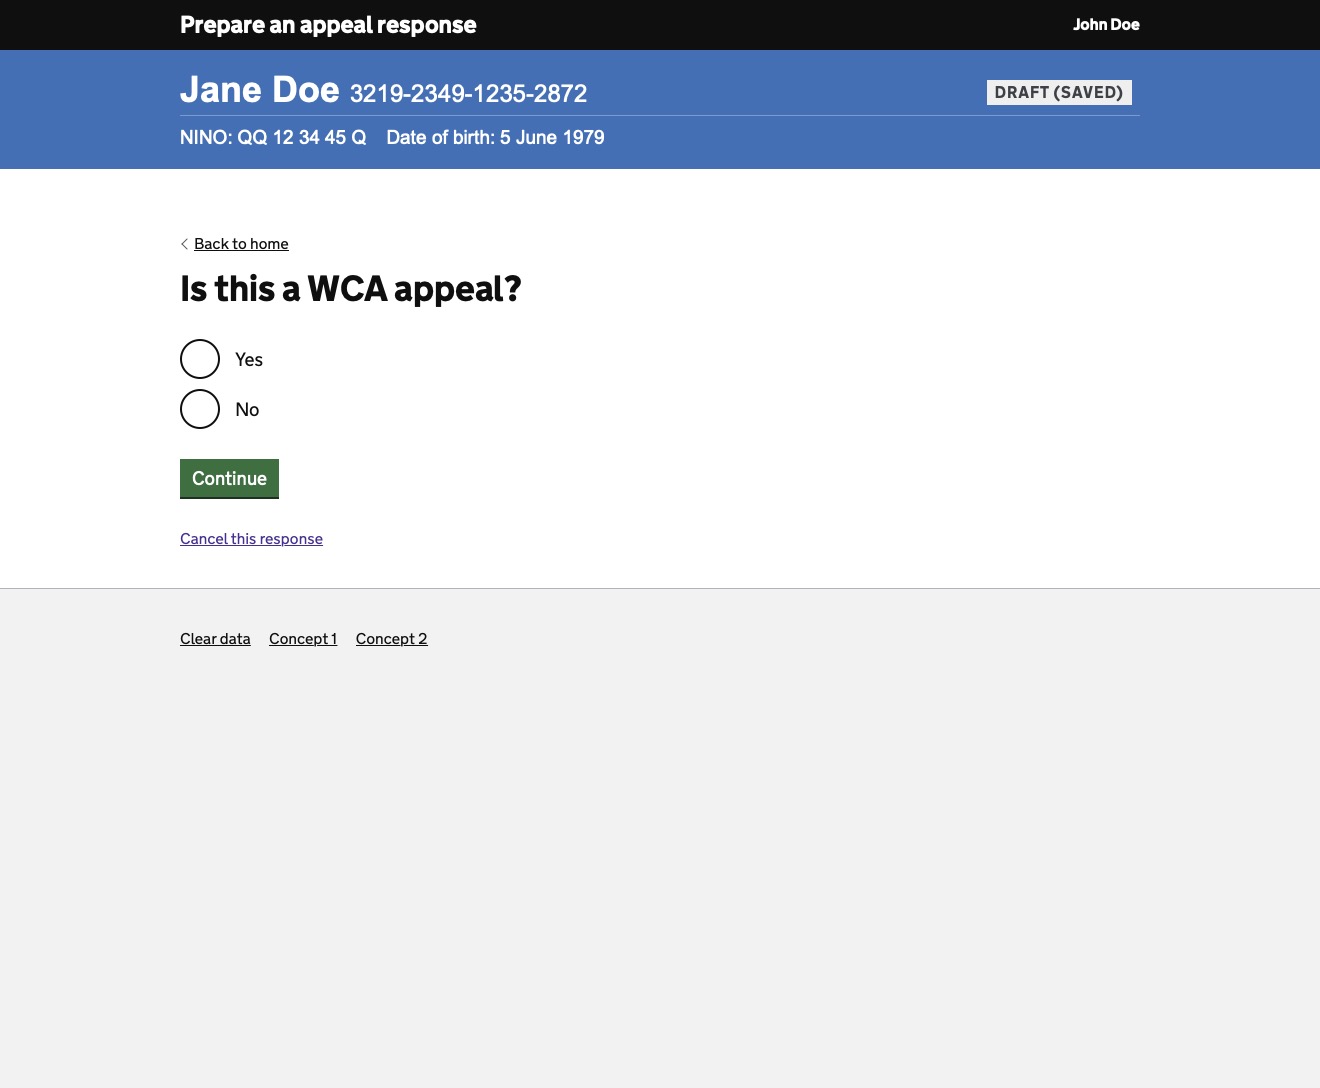 Prepare an appeal response
John Doe
Jane Doe 3219-2349-1235-2872
DRAFT (SAVED)
NINO: QQ 12 34 45 Q Date of birth: 5 June 1979
Back to home
Is this a WCA appeal?
Yes
No
Continue
Cancel this response
Clear data Concept 1 Concept 2